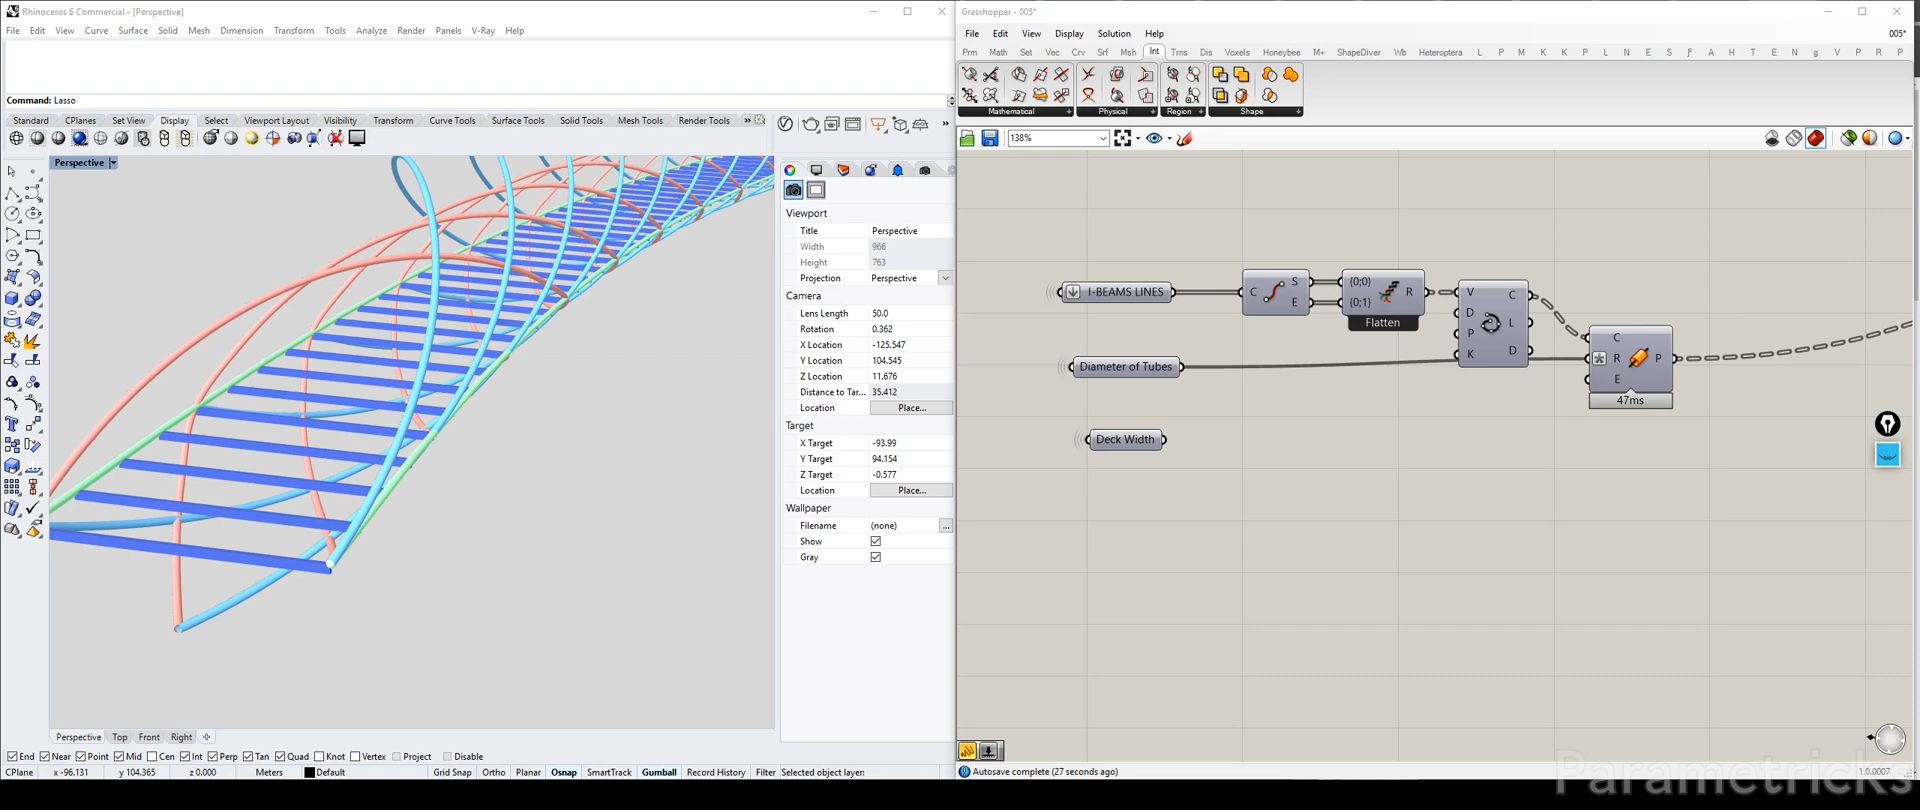 Rhinoceros 6 Commercial - [Perspective]
File Edit View Curve Surface Solid Mesh Dimension Transform Tools Analyze Render Panels V-Ray Help
Command: Lasso
Standard CPlanes Set View Display Select Viewport Layout Visibility Transform Curve Tools Surface Tools Solid Tools Mesh Tools Render Tools »
Perspective
Viewport
Title Perspective
Width 966
Height 763
Projection Perspective
Camera
Lens Length 50.0
Rotation 0.362
X Location -125.547
Y Location 104.545
Z Location 11.676
Distance to Tar... 35.412
Location Place...
Target
X Target -93.99
Y Target 94.154
Z Target -0.577
Location Place...
Wallpaper
Filename (none) ...
Show
Gray
Perspective Top Front Right
End Near Point Mid Cen Int Perp Tan Quad Knot Vertex Project Disable
CPlane x -96.131 y 104.365 z 0.000 Meters Default Grid Snap Ortho Planar Osnap SmartTrack Gumball Record History Filter Selected object layer:
Grasshopper - 005*
File Edit View Display Solution Help 005*
Prm Math Set Vec Crv Srf Msh Int Trns Dis Voxels Honeybee M+ ShapeDiver Wb Heteroptera L P M K K P L E S F A H T E N g V P R P
Mathematical + Physical + Region + Shape +
138%
I-BEAMS LINES
C S E
{0;0} {0;1} R
Flatten
V D P K C L D
Diameter of Tubes
C R E P
47ms
Deck Width
Autosave complete (27 seconds ago) 1.0.0007
Parametricks